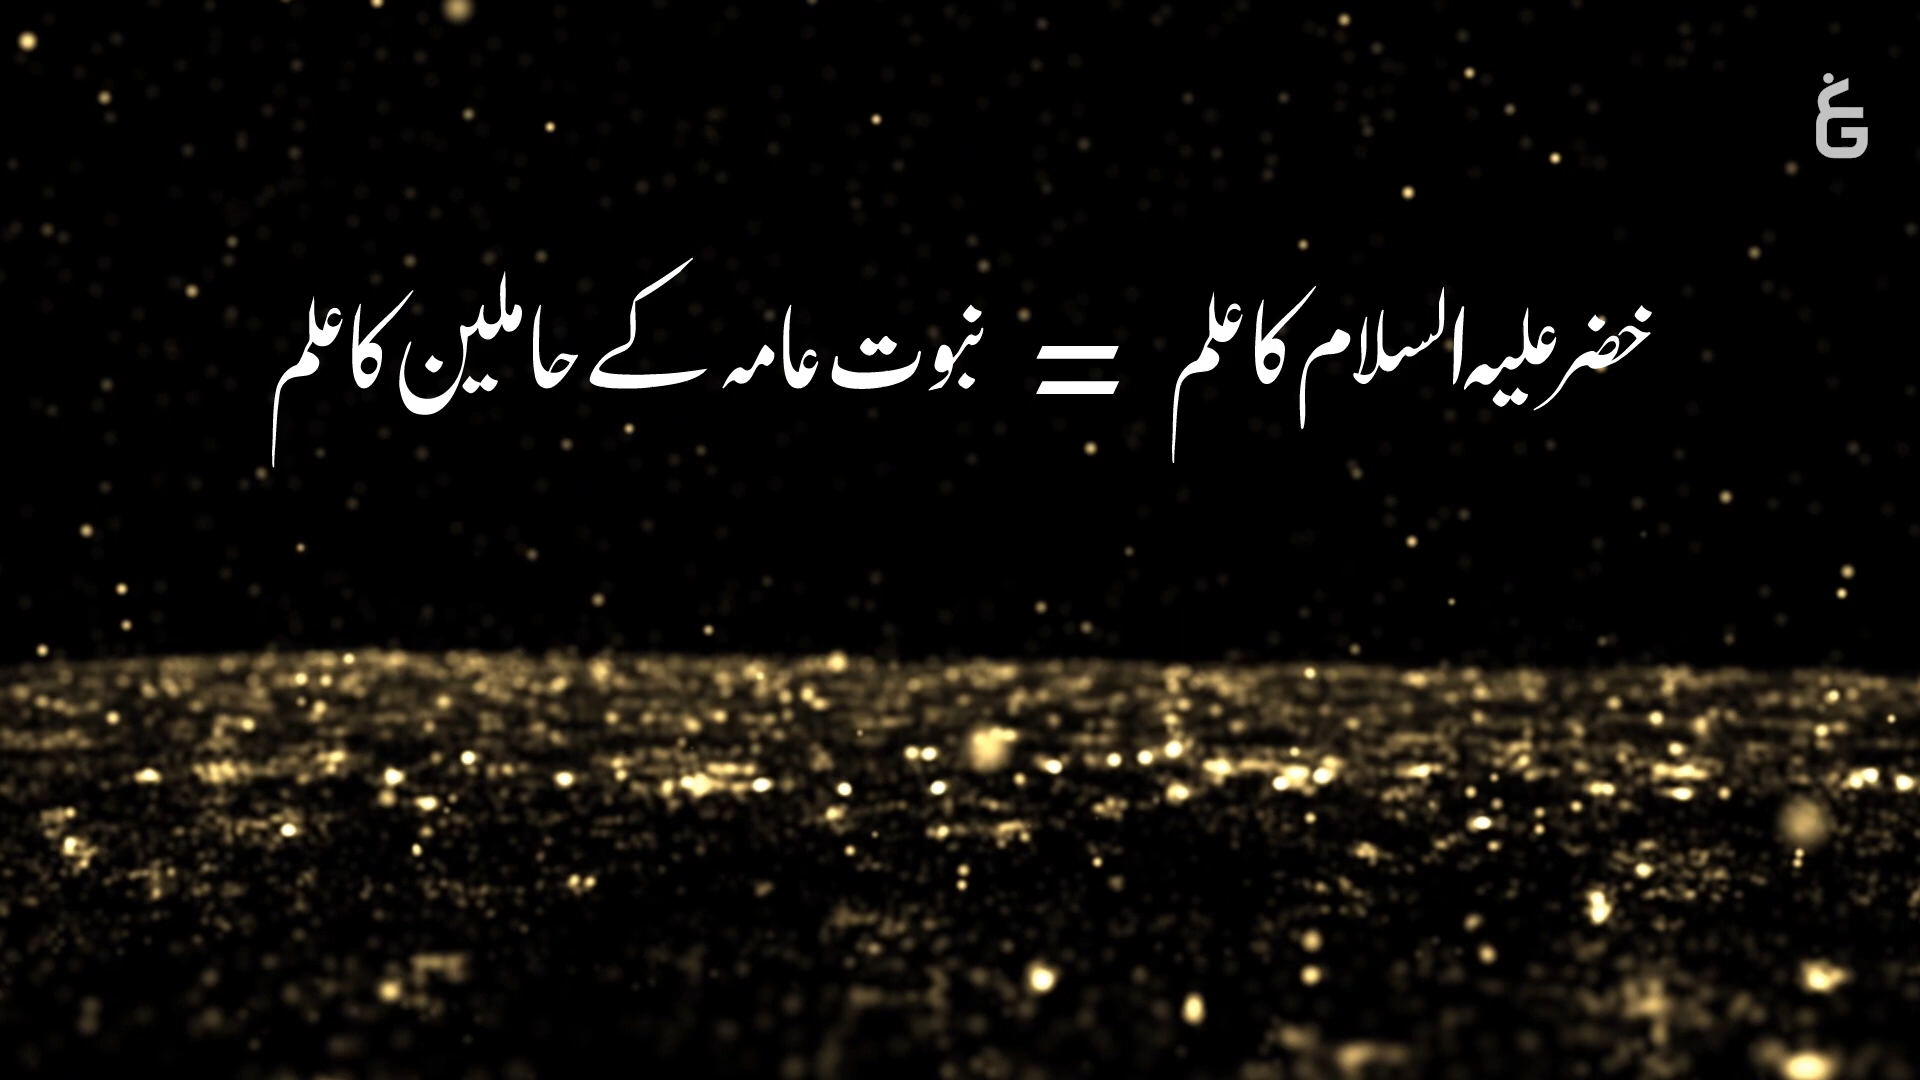 خضر علیہ السلام کا علم = نبوت عامہ کے حاملین کا علم